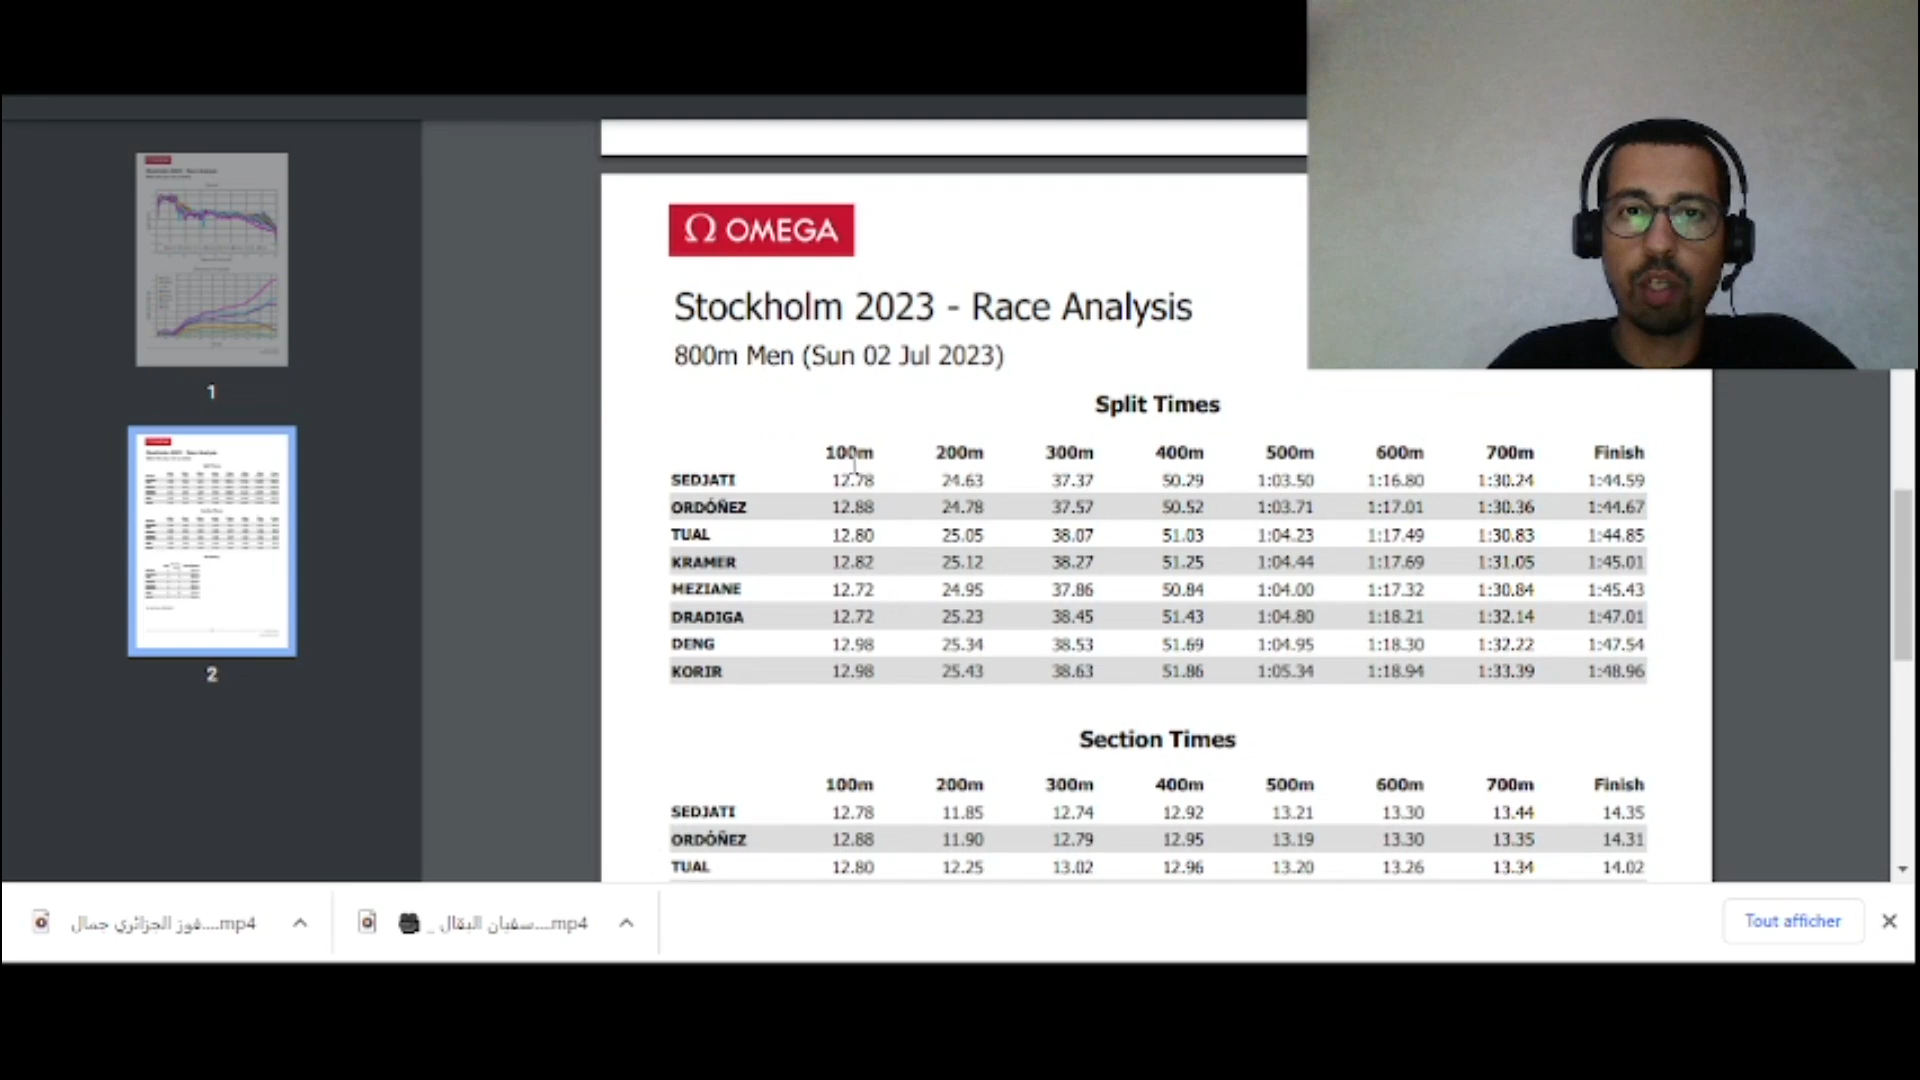 Ω OMEGA
Stockholm 2023 - Race Analysis
800m Men (Sun 02 Jul 2023)
Split Times
100m 200m 300m 400m 500m 600m 700m Finish
SEDJATI 12.78 24.63 37.37 50.29 1:03.50 1:16.80 1:30.24 1:44.59
ORDÓÑEZ 12.88 24.78 37.57 50.52 1:03.71 1:17.01 1:30.36 1:44.67
TUAL 12.80 25.05 38.07 51.03 1:04.23 1:17.49 1:30.83 1:44.85
KRAMER 12.82 25.12 38.27 51.25 1:04.44 1:17.69 1:31.05 1:45.01
MEZIANE 12.72 24.95 37.86 50.84 1:04.00 1:17.32 1:30.84 1:45.43
DRADIGA 12.72 25.23 38.45 51.43 1:04.80 1:18.21 1:32.14 1:47.01
DENG 12.98 25.34 38.53 51.69 1:04.95 1:18.30 1:32.22 1:47.54
KORIR 12.98 25.43 38.63 51.86 1:05.34 1:18.94 1:33.39 1:48.96
Section Times
100m 200m 300m 400m 500m 600m 700m Finish
SEDJATI 12.78 11.85 12.74 12.92 13.21 13.30 13.44 14.35
ORDÓÑEZ 12.88 11.90 12.79 12.95 13.19 13.30 13.35 14.31
TUAL 12.80 12.25 13.02 12.96 13.20 13.26 13.34 14.02
1
2
فوز الجزائري جمال....mp4
سفيان البقال _....mp4
Tout afficher